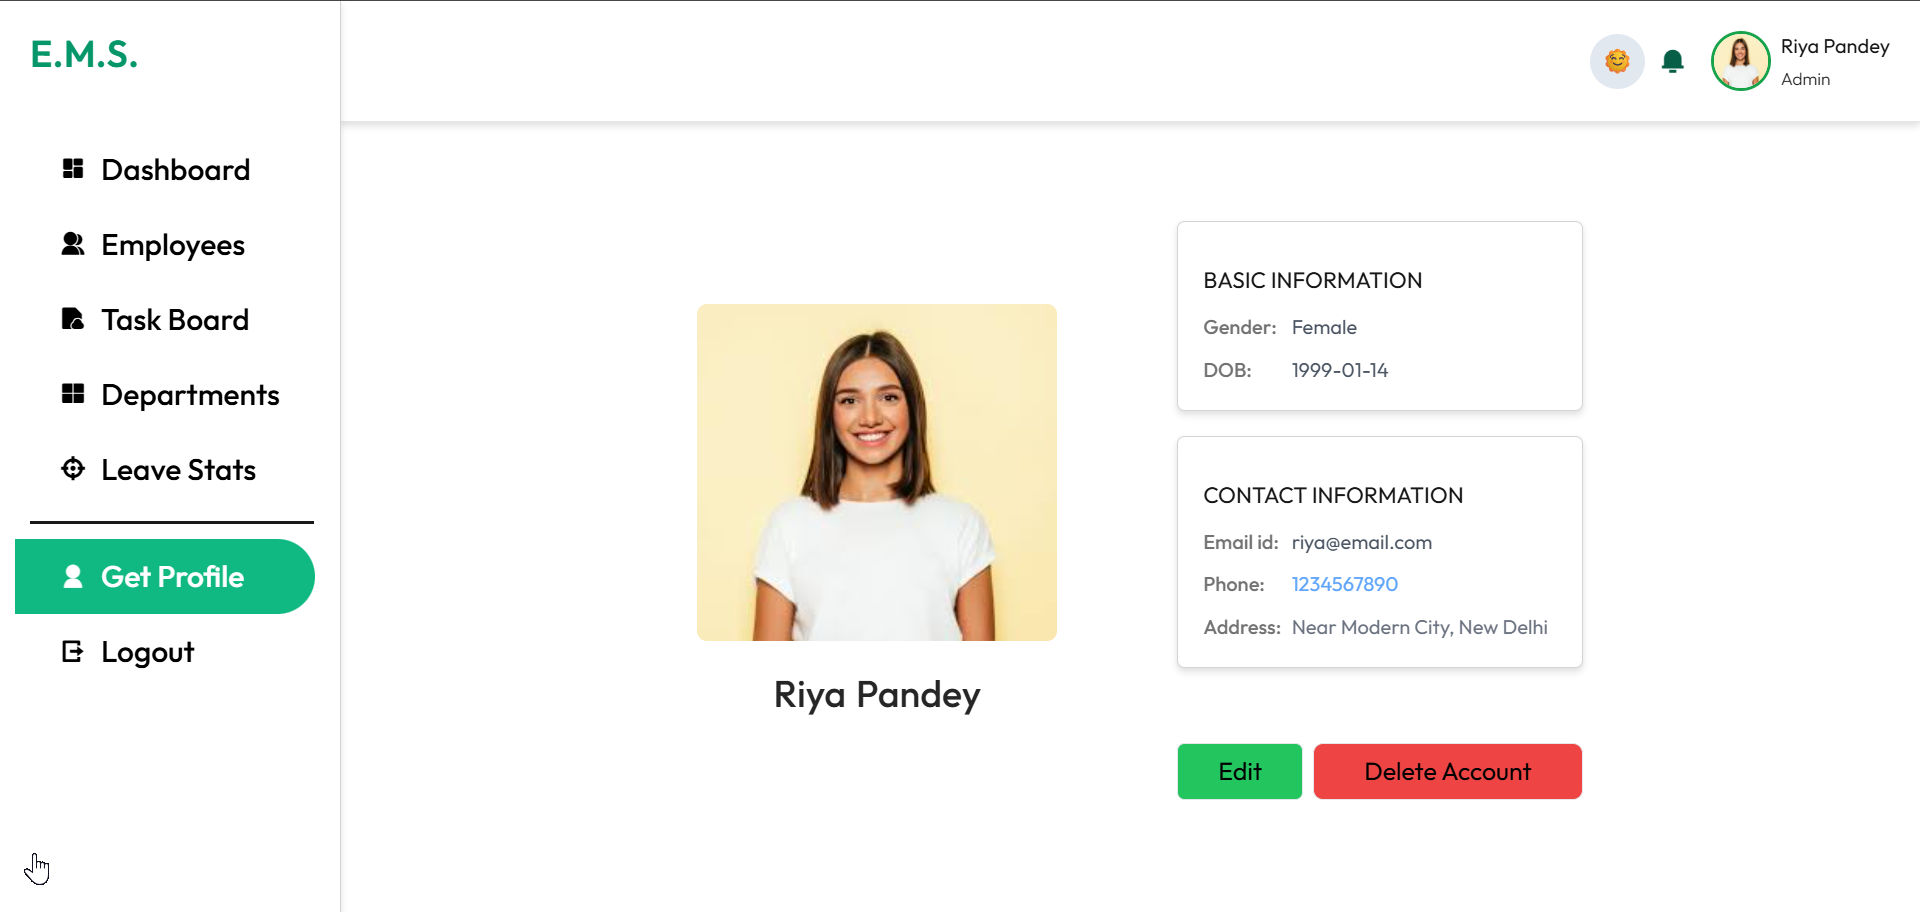 E.M.S.
Riya Pandey
Admin
Dashboard
Employees
Task Board
Departments
Leave Stats
Get Profile
Logout
Riya Pandey
BASIC INFORMATION
Gender: Female
DOB: 1999-01-14
CONTACT INFORMATION
Email id: riya@email.com
Phone: 1234567890
Address: Near Modern City, New Delhi
Edit
Delete Account